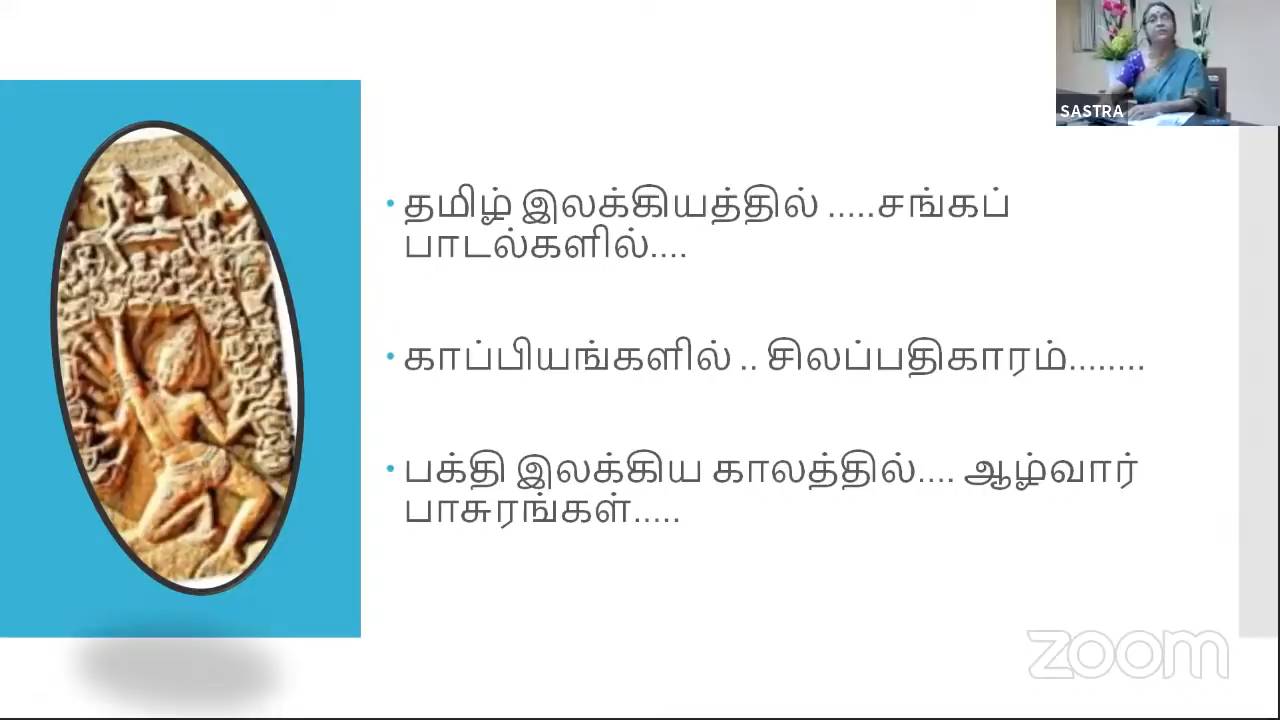 SASTRA
• தமிழ் இலக்கியத்தில் .....சங்கப்
பாடல்களில்....
• காப்பியங்களில் .. சிலப்பதிகாரம்........
• பக்தி இலக்கிய காலத்தில்.... ஆழ்வார்
பாசுரங்கள்.....
zoom